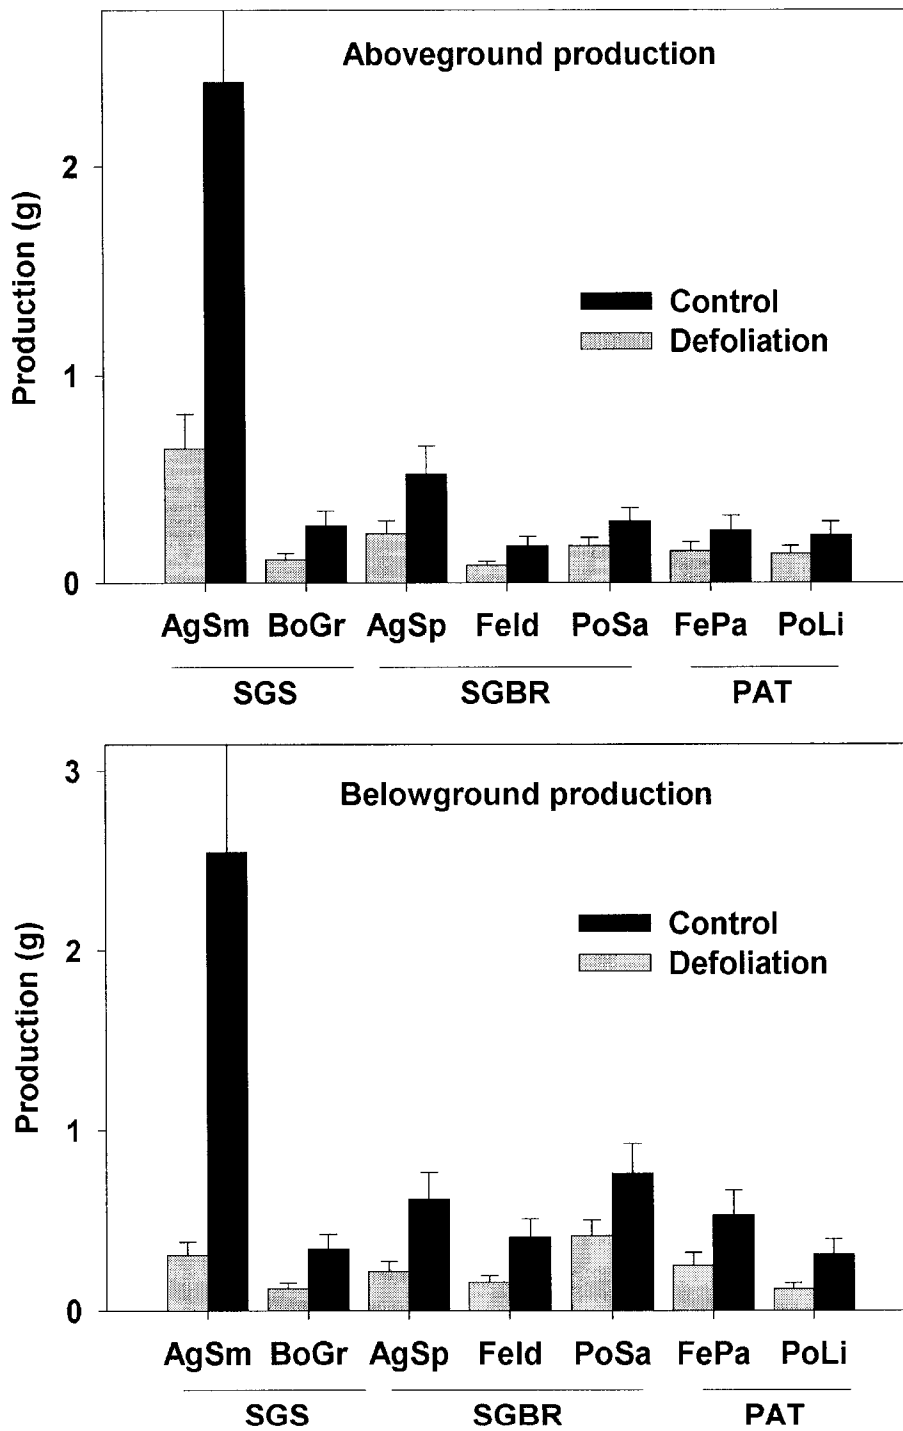 Aboveground production
2
1
0
Production (g)
Control
Defoliation
AgSm BoGr AgSp FeId PoSa FePa PoLi
SGS SGBR PAT
Belowground production
3
2
1
0
Production (g)
Control
Defoliation
AgSm BoGr AgSp FeId PoSa FePa PoLi
SGS SGBR PAT